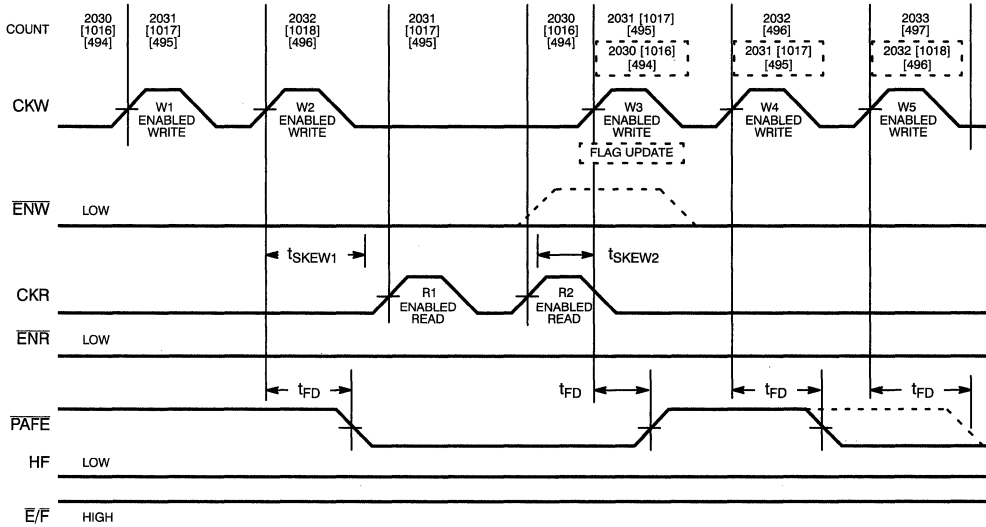 COUNT
2030
[1016]
[494]
2031
[1017]
[495]
2032
[1018]
[496]
2031
[1017]
[495]
2030
[1016]
[494]
2031 [1017]
[495]
2030 [1016]
[494]
2032
[496]
2031 [1017]
[495]
2033
[497]
2032 [1018]
[496]
CKW
W1
ENABLED
WRITE
W2
ENABLED
WRITE
W3
ENABLED
WRITE
W4
ENABLED
WRITE
W5
ENABLED
WRITE
FLAG UPDATE
ENW
LOW
tSKEW1
tSKEW2
CKR
R1
ENABLED
READ
R2
ENABLED
READ
ENR
LOW
tFD
tFD
tFD
tFD
PAFE
HF
LOW
E/F
HIGH